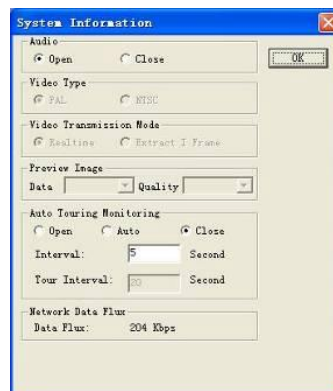 System Information
Audio
Open Close
OK
Video Type
PAL NTSC
Video Transmission Mode
Realtime Extract I Frame
Preview Image
Data Quality
Auto Touring Monitoring
Open Auto Close
Interval: 5 Second
Tour Interval: 20 Second
Network Data Flux
Data Flux: 204 Kbps